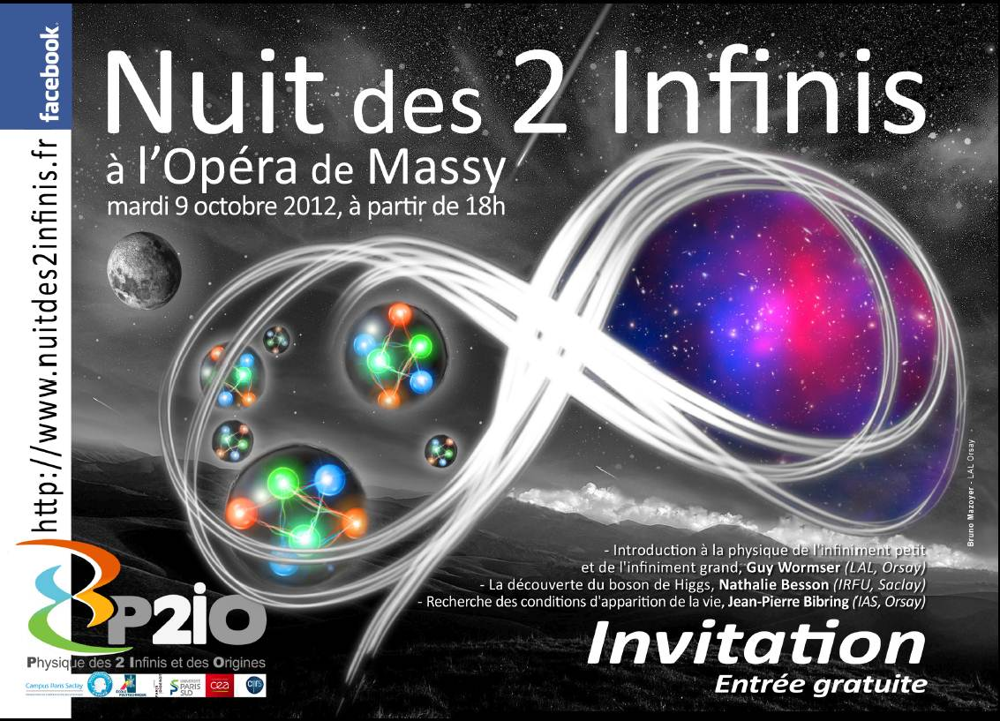 facebook
http://www.nuitdes2infinis.fr
Nuit des 2 Infinis
à l'Opéra de Massy
mardi 9 octobre 2012, à partir de 18h
Bruno Mazoyer - LAL Orsay
- Introduction à la physique de l'infiniment petit
et de l'infiniment grand, Guy Wormser (LAL, Orsay)
- La découverte du boson de Higgs, Nathalie Besson (IRFU, Saclay)
- Recherche des conditions d'apparition de la vie, Jean-Pierre Bibring (IAS, Orsay)
Invitation
Entrée gratuite
P2iO
Physique des 2 Infinis et des Origines
Campus Paris Saclay
ÉCOLE
POLYTECHNIQUE
UNIVERSITÉ
PARIS
SUD
cea
cnrs